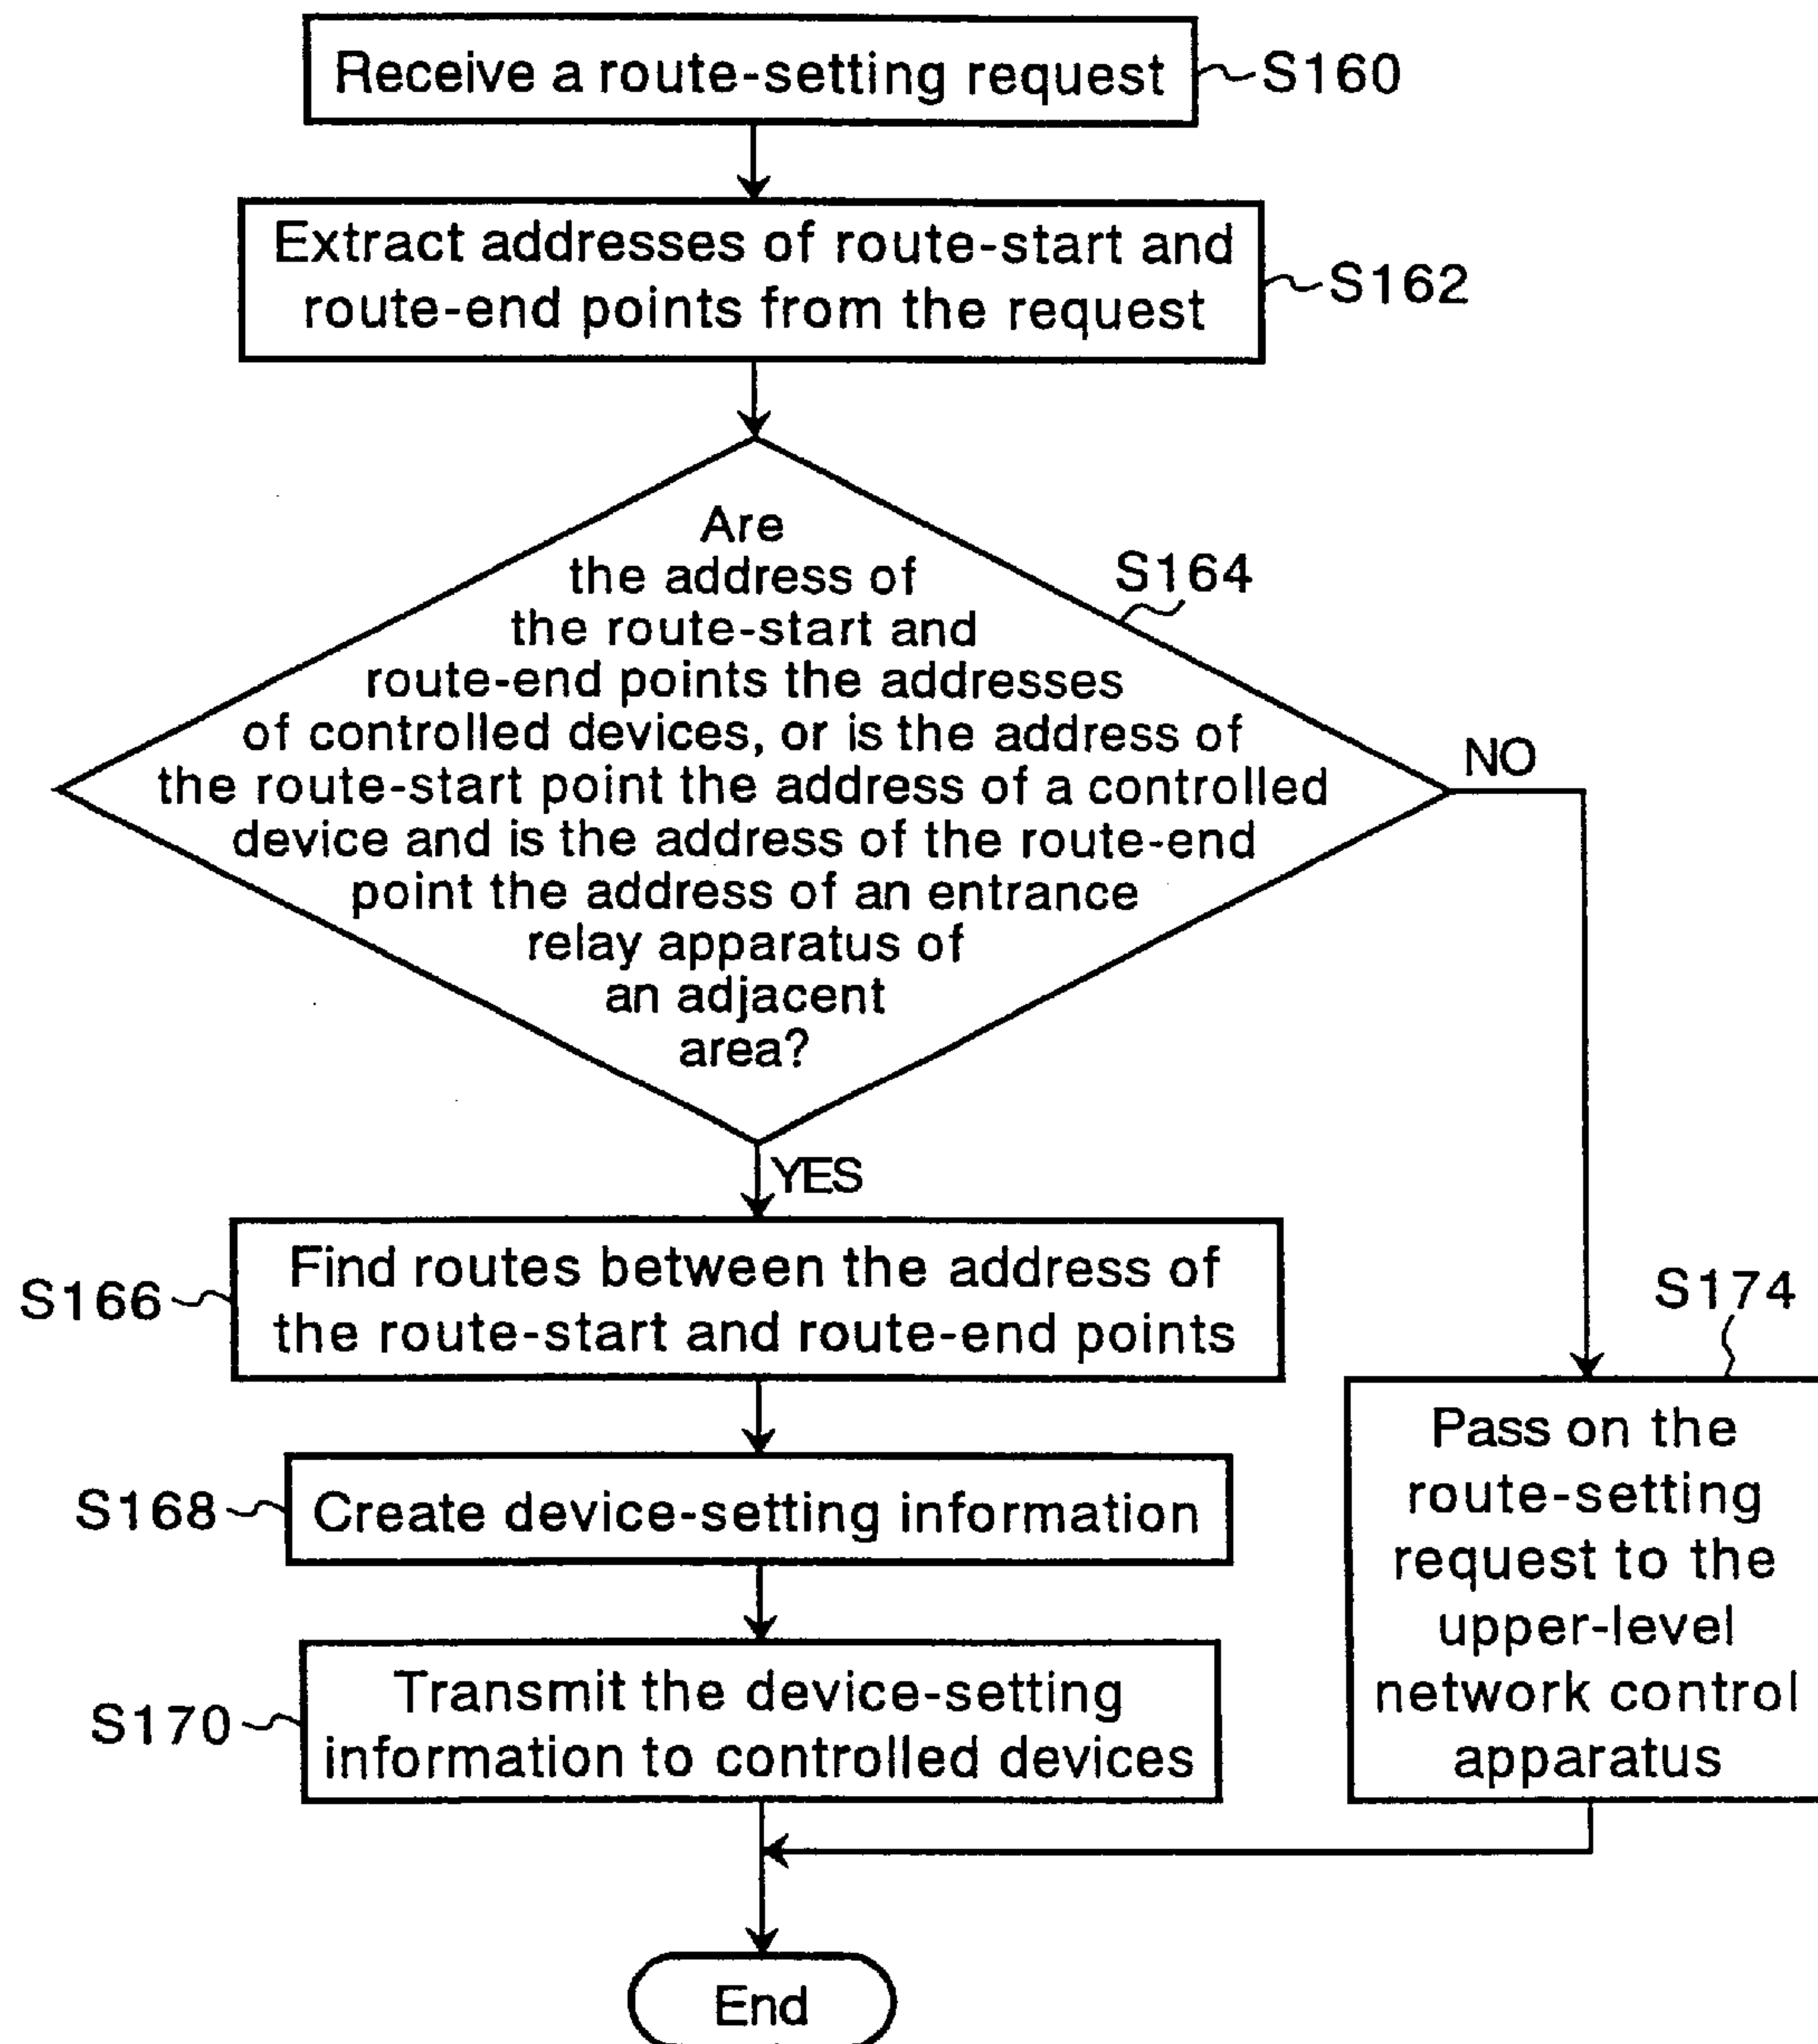 Receive a route-setting request
S160
Extract addresses of route-start and
route-end points from the request
S162
Are
the address of
the route-start and
route-end points the addresses
of controlled devices, or is the address of
the route-start point the address of a controlled
device and is the address of the route-end
point the address of an entrance
relay apparatus of
an adjacent
area?
S164
NO
YES
Find routes between the address of
the route-start and route-end points
S166
Create device-setting information
S168
Transmit the device-setting
information to controlled devices
S170
S174
Pass on the
route-setting
request to the
upper-level
network control
apparatus
End